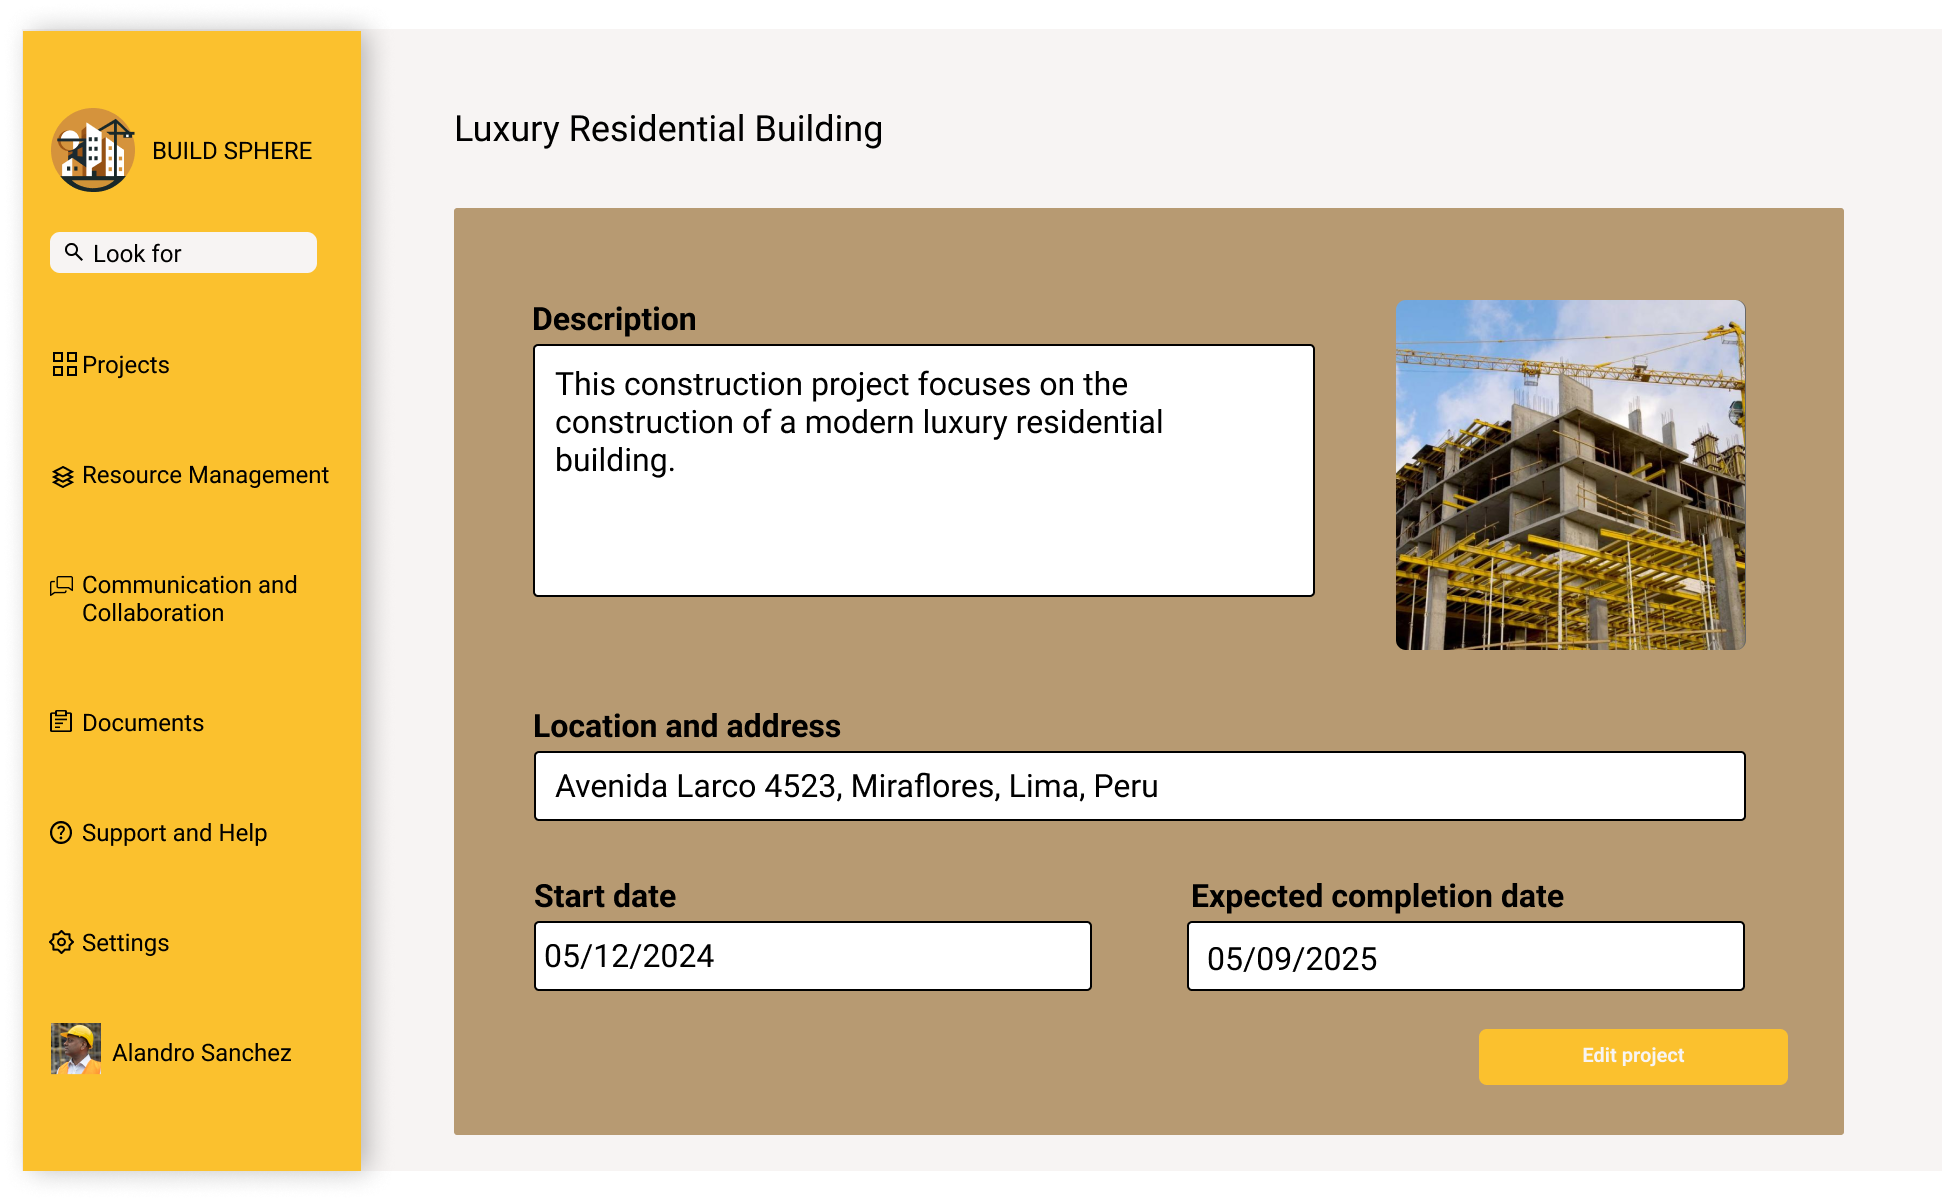 BUILD SPHERE
Look for
Projects
Resource Management
Communication and
Collaboration
Documents
Support and Help
Settings
Alandro Sanchez
Luxury Residential Building
Description
This construction project focuses on the
construction of a modern luxury residential
building.
Location and address
Avenida Larco 4523, Miraflores, Lima, Peru
Start date
05/12/2024
Expected completion date
05/09/2025
Edit project